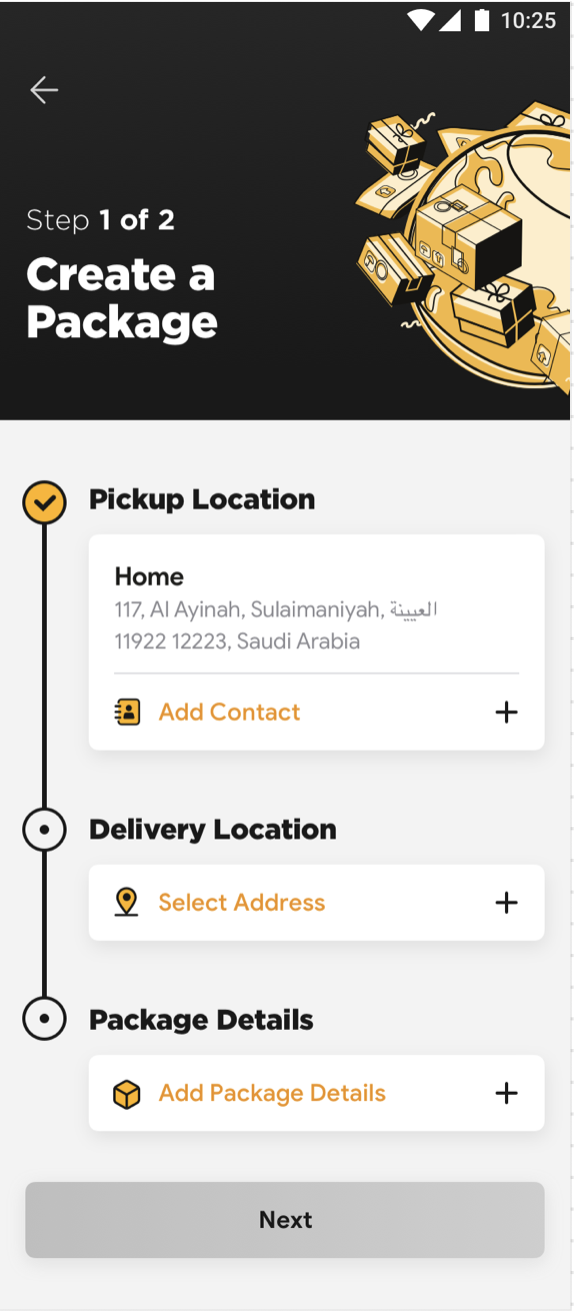 10:25
Step 1 of 2
Create a
Package
Pickup Location
Home
117, Al Ayinah, Sulaimaniyah, العيينة
11922 12223, Saudi Arabia
Add Contact
Delivery Location
Select Address
Package Details
Add Package Details
Next